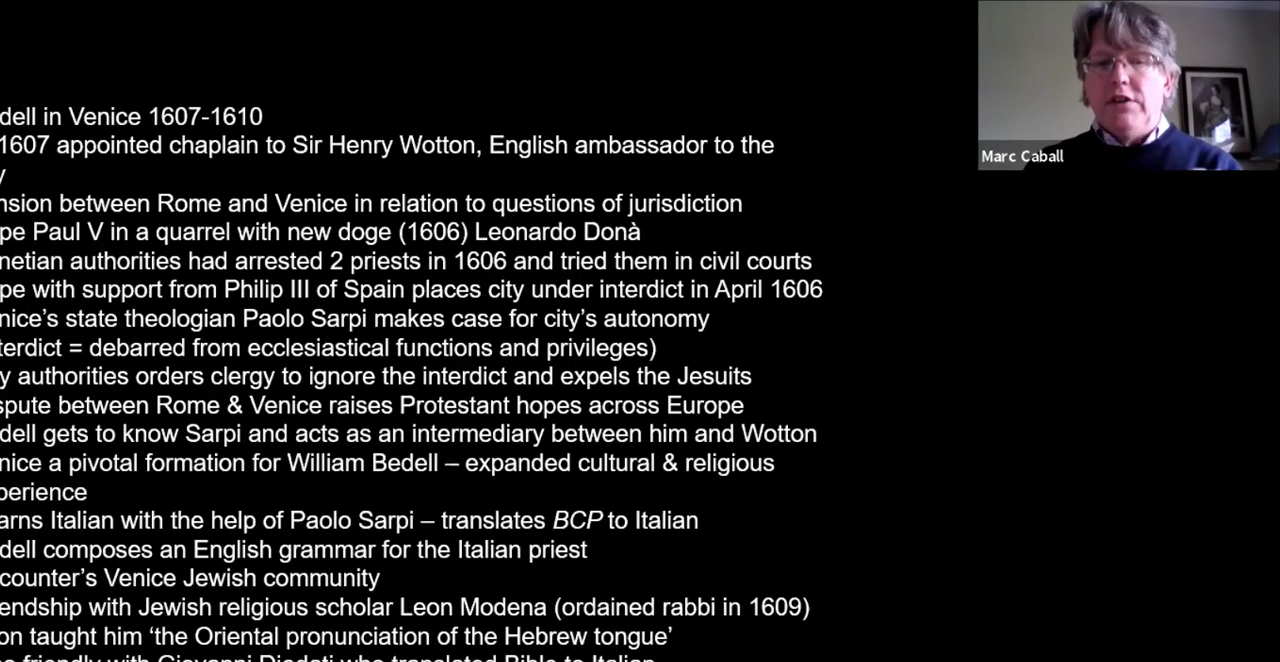 dell in Venice 1607-1610
1607 appointed chaplain to Sir Henry Wotton, English ambassador to the
y
nsion between Rome and Venice in relation to questions of jurisdiction
pe Paul V in a quarrel with new doge (1606) Leonardo Donà
netian authorities had arrested 2 priests in 1606 and tried them in civil courts
pe with support from Philip III of Spain places city under interdict in April 1606
nice’s state theologian Paolo Sarpi makes case for city’s autonomy
terdict = debarred from ecclesiastical functions and privileges)
y authorities orders clergy to ignore the interdict and expels the Jesuits
spute between Rome & Venice raises Protestant hopes across Europe
dell gets to know Sarpi and acts as an intermediary between him and Wotton
nice a pivotal formation for William Bedell – expanded cultural & religious
perience
arns Italian with the help of Paolo Sarpi – translates BCP to Italian
dell composes an English grammar for the Italian priest
counter’s Venice Jewish community
endship with Jewish religious scholar Leon Modena (ordained rabbi in 1609)
on taught him ‘the Oriental pronunciation of the Hebrew tongue’
friendly with Giovanni Diodati who translated Bible to Italian
Marc Caball